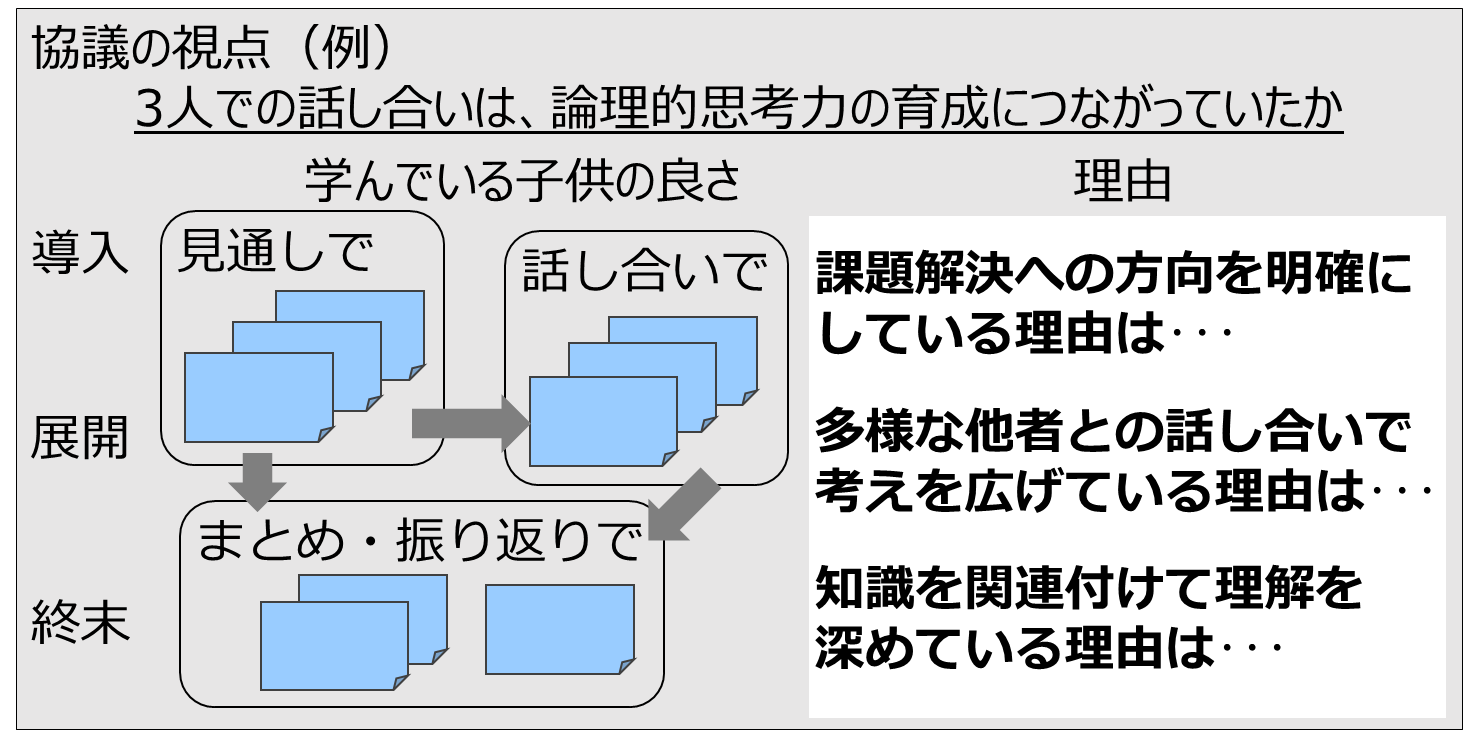 協議の視点（例）
３人での話し合いは、論理的思考力の育成につながっていたか
学んでいる子供の良さ
理由
導入
見通しで
話し合いで
課題解決への方向を明確に
している理由は･･･
展開
多様な他者との話し合いで
考えを広げている理由は･･･
まとめ・振り返りで
終末
知識を関連付けて理解を
深めている理由は･･･